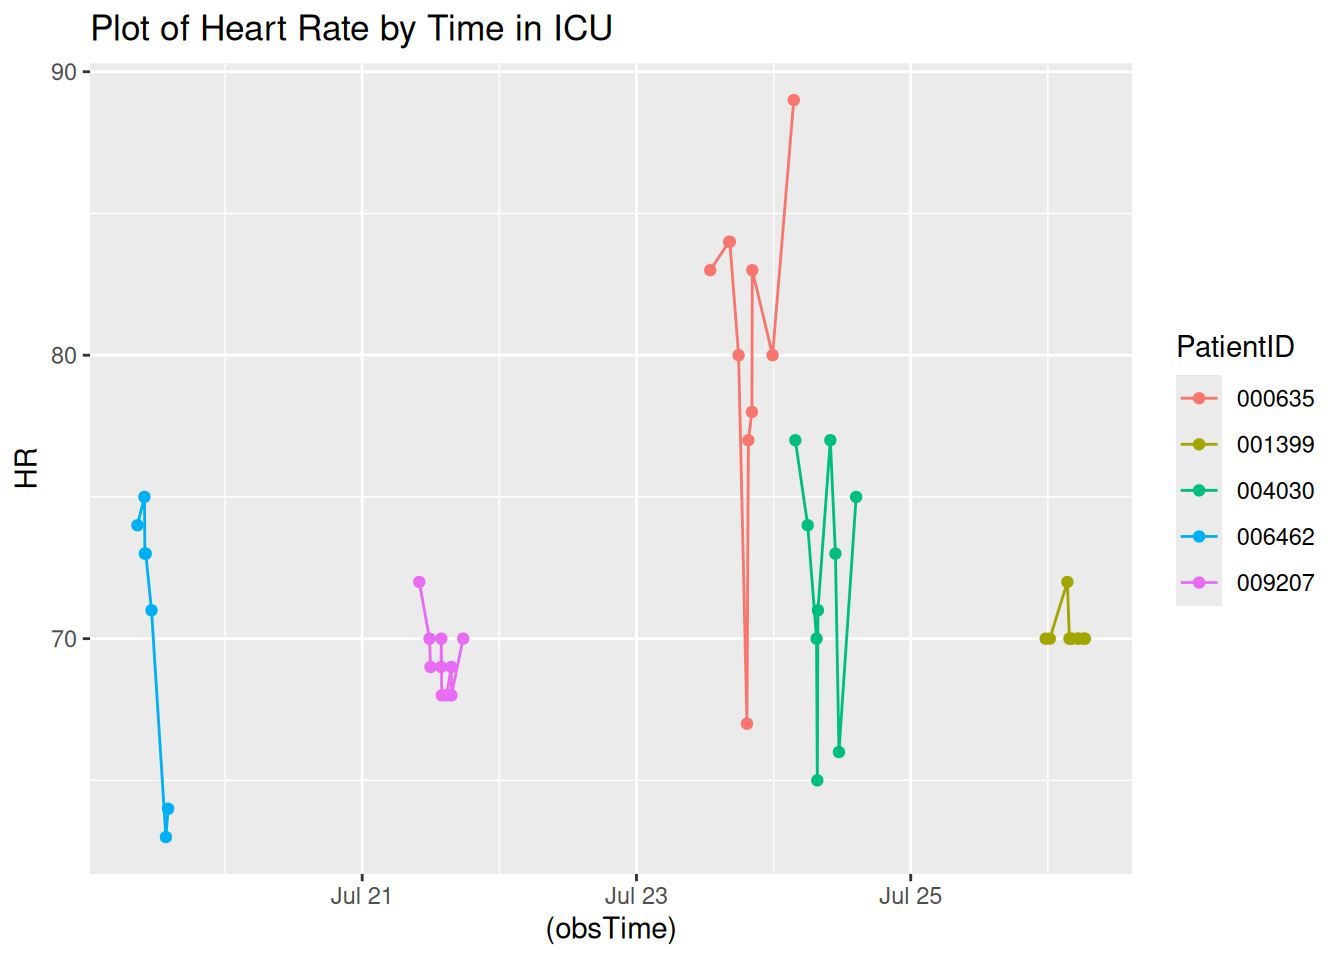 Plot of Heart Rate by Time in ICU
90
80
70
HR
Jul 21
Jul 23
Jul 25
(obsTime)
PatientID
000635
001399
004030
006462
009207